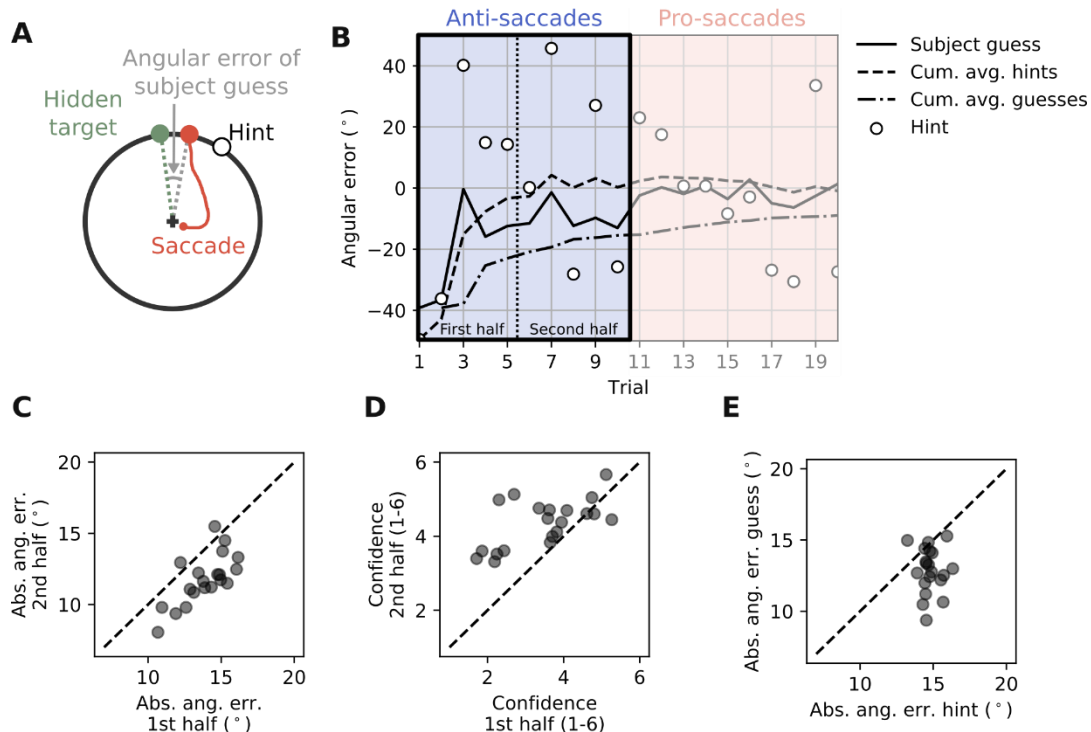 A
Angular error of
subject guess
Hidden
target
Hint
Saccade
B
Anti-saccades
Pro-saccades
Angular error (°)
40
20
0
−20
−40
First half
Second half
1
3
5
7
9
11
13
15
17
19
Trial
Subject guess
Cum. avg. hints
Cum. avg. guesses
Hint
C
Abs. ang. err.
2nd half (°)
20
15
10
10
15
20
Abs. ang. err.
1st half (°)
D
Confidence
2nd half (1-6)
6
4
2
2
4
6
Confidence
1st half (1-6)
E
Abs. ang. err. guess (°)
20
15
10
10
15
20
Abs. ang. err. hint (°)